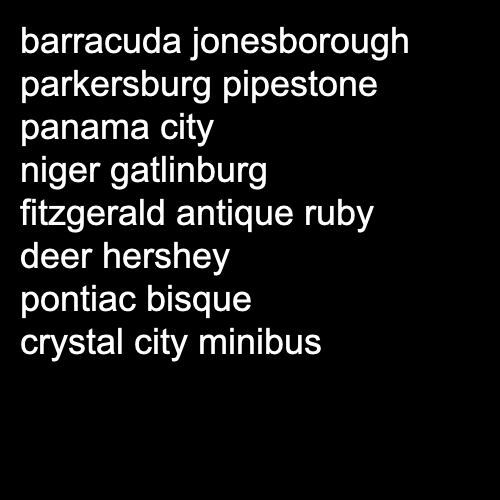 barracuda jonesborough
parkersburg pipestone
panama city
niger gatlinburg
fitzgerald antique ruby
deer hershey
pontiac bisque
crystal city minibus